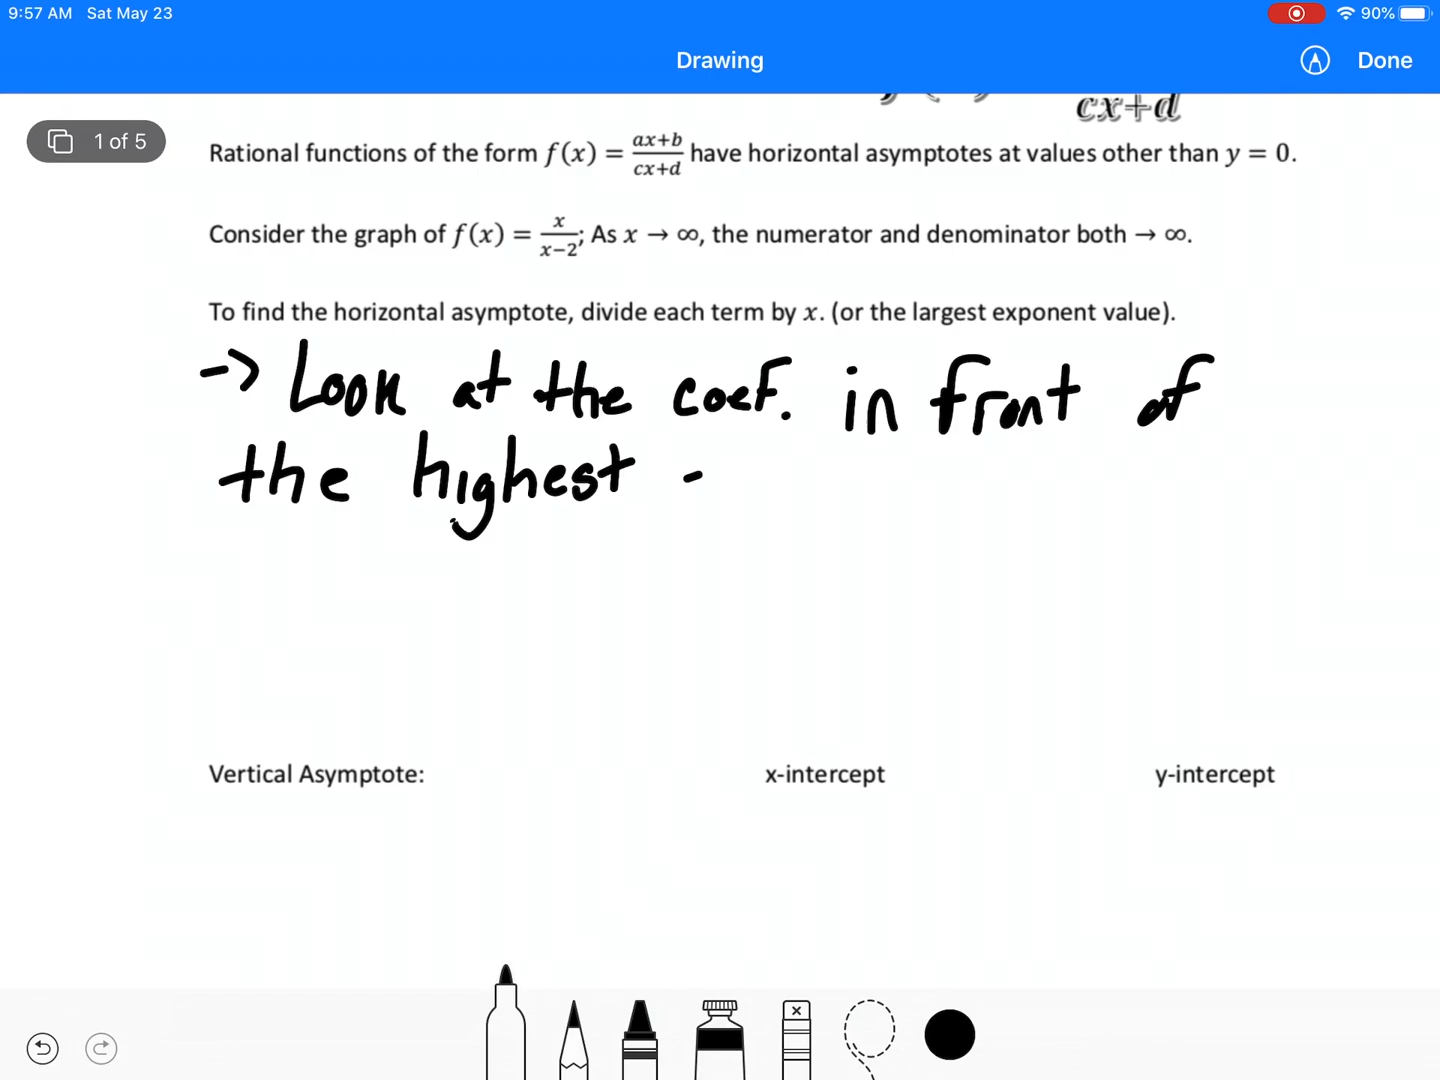 9:57 AM Sat May 23
90%
Drawing
Done
cx+d
1 of 5
Rational functions of the form f(x) = ax+b/cx+d have horizontal asymptotes at values other than y = 0.
Consider the graph of f(x) = x/x−2; As x → ∞, the numerator and denominator both → ∞.
To find the horizontal asymptote, divide each term by x. (or the largest exponent value).
-> Look at the coef. in front of
the highest -
Vertical Asymptote:
x-intercept
y-intercept